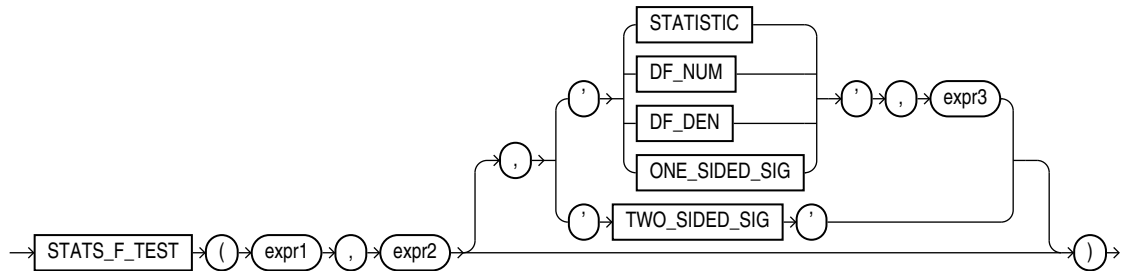 STATISTIC
DF_NUM
' ' , expr3
DF_DEN
, ONE_SIDED_SIG
' TWO_SIDED_SIG '
STATS_F_TEST ( expr1 , expr2 )